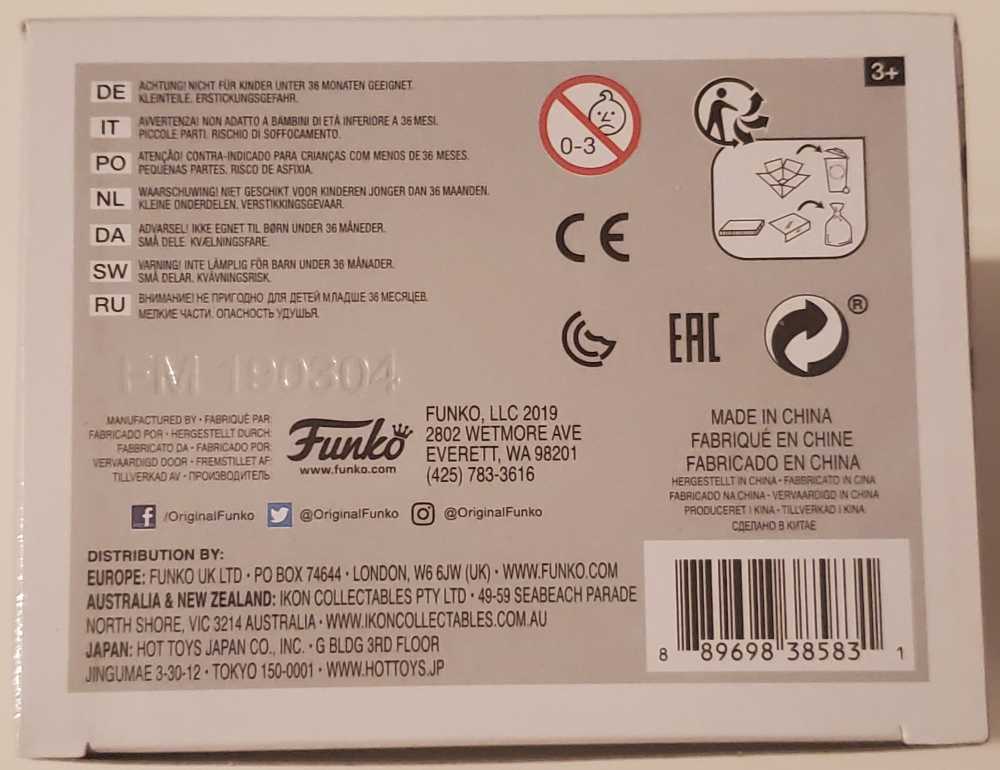 3+
DE ACHTUNG! NICHT FÜR KINDER UNTER 36 MONATEN GEEIGNET.
KLEINTEILE. ERSTICKUNGSGEFAHR.
IT AVVERTENZA! NON ADATTO A BAMBINI DI ETÀ INFERIORE A 36 MESI.
PICCOLE PARTI. RISCHIO DI SOFFOCAMENTO.
PO ATENÇÃO! CONTRA-INDICADO PARA CRIANÇAS COM MENOS DE 36 MESES.
PEQUENAS PARTES. RISCO DE ASFIXIA.
NL WAARSCHUWING! NIET GESCHIKT VOOR KINDEREN JONGER DAN 36 MAANDEN.
KLEINE ONDERDELEN. VERSTIKKINGSGEVAAR.
DA ADVARSEL! IKKE EGNET TIL BØRN UNDER 36 MÅNEDER.
SMÅ DELE. KVÆLNINGSFARE.
SW VARNING! INTE LÄMPLIG FÖR BARN UNDER 36 MÅNADER.
SMÅ DELAR. KVÄVNINGSRISK.
RU ВНИМАНИЕ! НЕ ПРИГОДНО ДЛЯ ДЕТЕЙ МЛАДШЕ 36 МЕСЯЦЕВ.
МЕЛКИЕ ЧАСТИ. ОПАСНОСТЬ УДУШЬЯ.
0-3
CE
EAC
®
FM 190304
MANUFACTURED BY • FABRIQUÉ PAR:
FABRICADO POR • HERGESTELLT DURCH:
FABBRICATO DA • FABRICADO POR:
VERVAARDIGD DOOR • FREMSTILLET AF:
TILLVERKAD AV • ПРОИЗВОДИТЕЛЬ:
Funko
www.funko.com
FUNKO, LLC 2019
2802 WETMORE AVE
EVERETT, WA 98201
(425) 783-3616
MADE IN CHINA
FABRIQUÉ EN CHINE
FABRICADO EN CHINA
HERGESTELLT IN CHINA • FABBRICATO IN CINA
FABRICADO NA CHINA • VERVAARDIGD IN CHINA
PRODUCERET I KINA • TILLVERKAD I KINA
СДЕЛАНО В КИТАЕ
/OriginalFunko @OriginalFunko @OriginalFunko
DISTRIBUTION BY:
EUROPE: FUNKO UK LTD • PO BOX 74644 • LONDON, W6 6JW (UK) • WWW.FUNKO.COM
AUSTRALIA & NEW ZEALAND: IKON COLLECTABLES PTY LTD • 49-59 SEABEACH PARADE
NORTH SHORE, VIC 3214 AUSTRALIA • WWW.IKONCOLLECTABLES.COM.AU
JAPAN: HOT TOYS JAPAN CO., INC. • G BLDG 3RD FLOOR
JINGUMAE 3-30-12 • TOKYO 150-0001 • WWW.HOTTOYS.JP
8 89698 38583 1